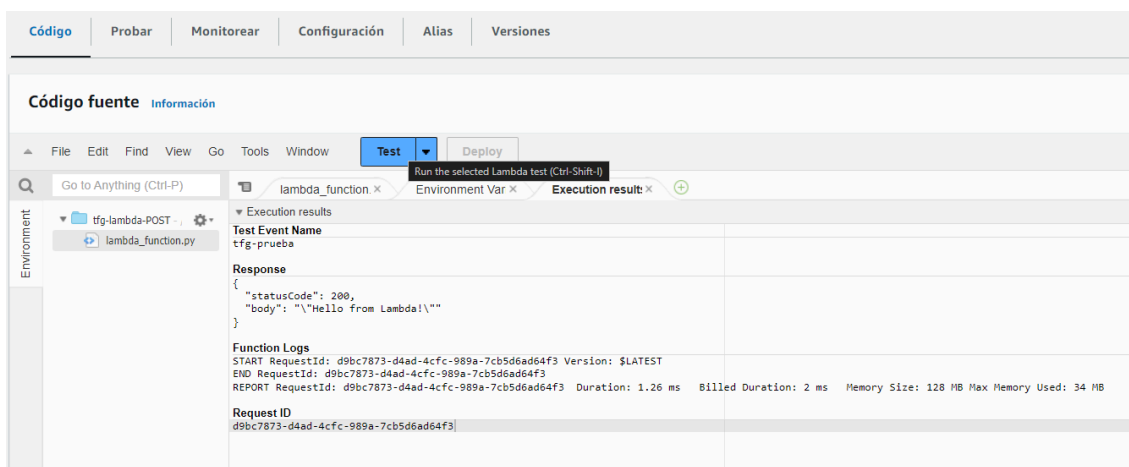 Código Probar Monitorear Configuración Alias Versiones
Código fuente Información
File Edit Find View Go Tools Window Test Deploy
Run the selected Lambda test (Ctrl-Shift-I)
Go to Anything (Ctrl-P) lambda_function. Environment Var Execution results
Environment
tfg-lambda-POST -
lambda_function.py
Execution results
Test Event Name
tfg-prueba
Response
{
"statusCode": 200,
"body": "\"Hello from Lambda!\""
}
Function Logs
START RequestId: d9bc7873-d4ad-4cfc-989a-7cb5d6ad64f3 Version: $LATEST
END RequestId: d9bc7873-d4ad-4cfc-989a-7cb5d6ad64f3
REPORT RequestId: d9bc7873-d4ad-4cfc-989a-7cb5d6ad64f3 Duration: 1.26 ms Billed Duration: 2 ms Memory Size: 128 MB Max Memory Used: 34 MB
Request ID
d9bc7873-d4ad-4cfc-989a-7cb5d6ad64f3